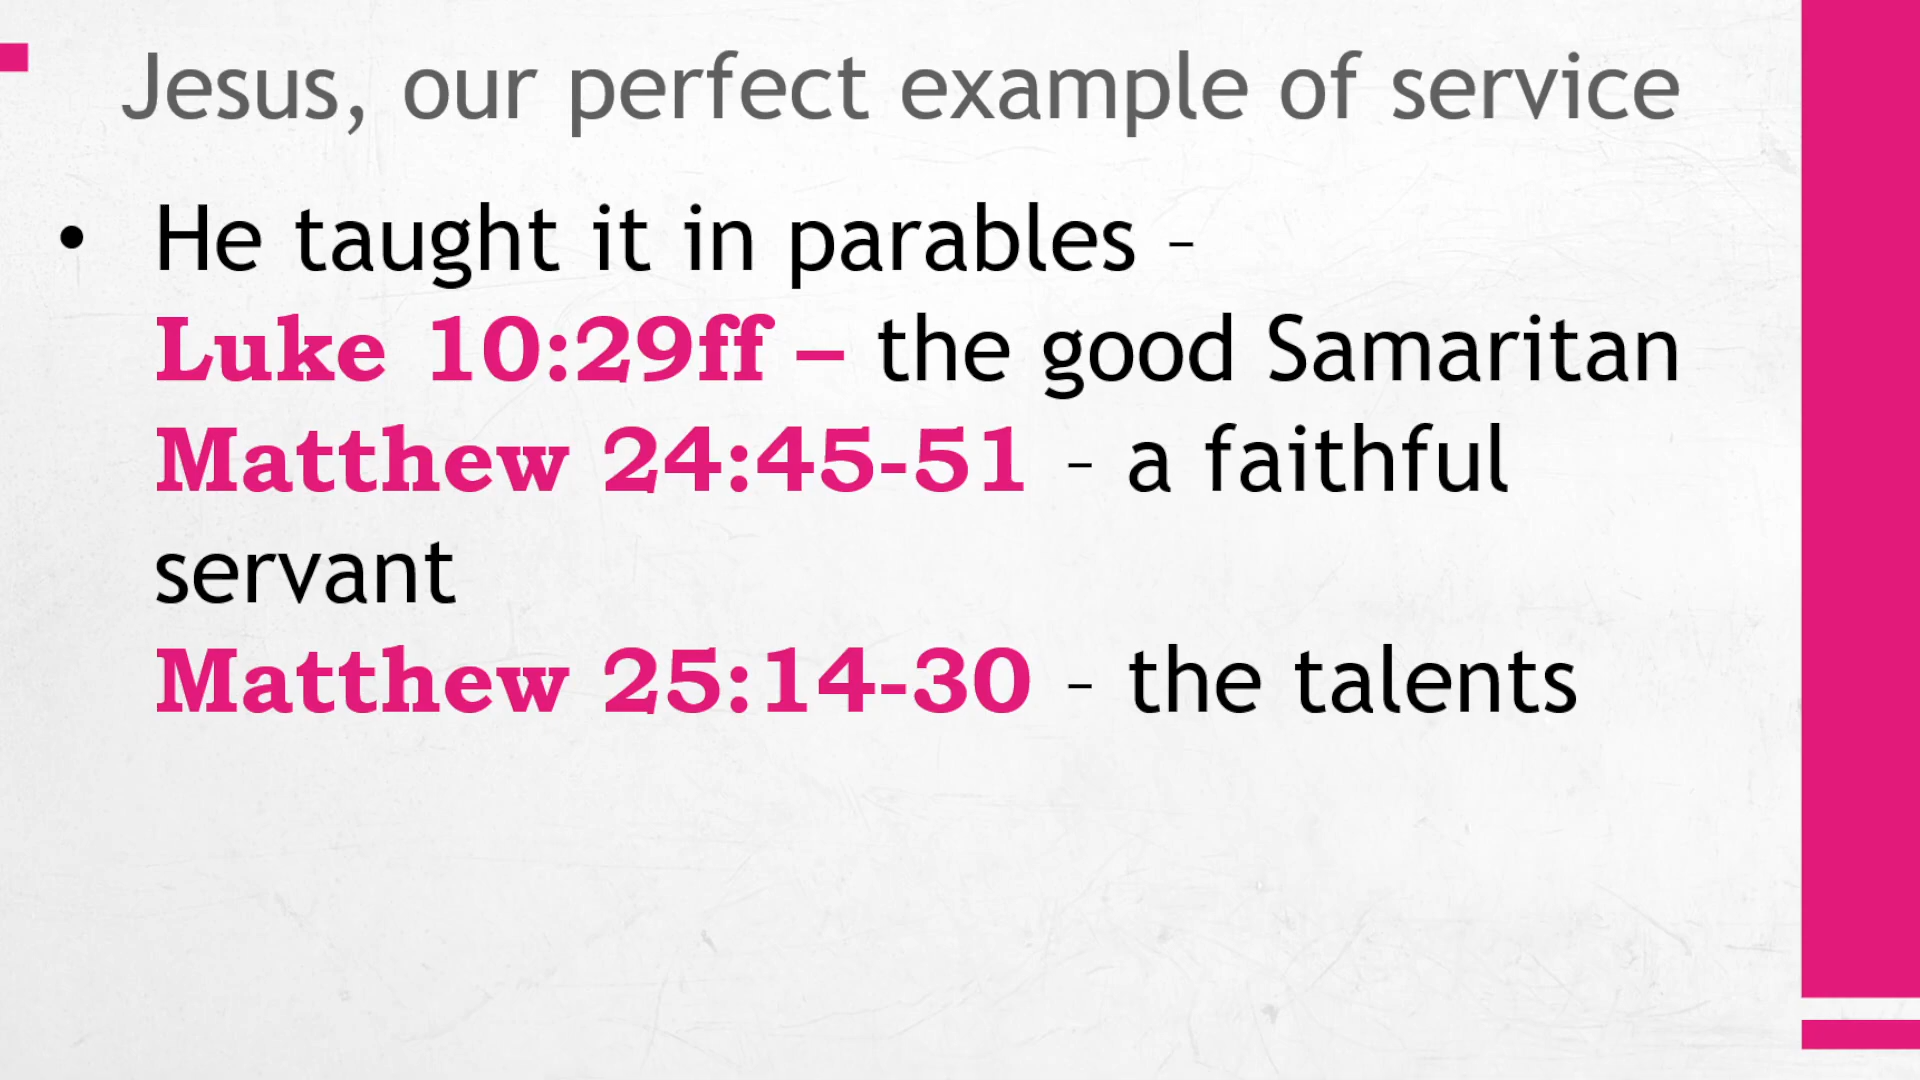 Jesus, our perfect example of service
• He taught it in parables –
Luke 10:29ff – the good Samaritan
Matthew 24:45-51 – a faithful
servant
Matthew 25:14-30 – the talents